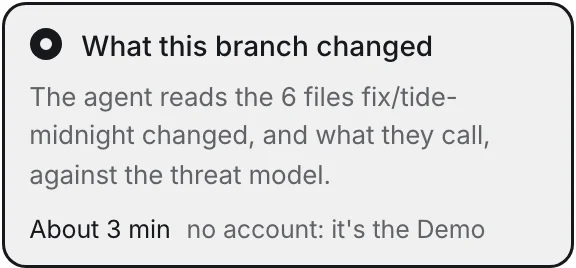 What this branch changed
The agent reads the 6 files fix/tide-
midnight changed, and what they call,
against the threat model.
About 3 min no account: it's the Demo